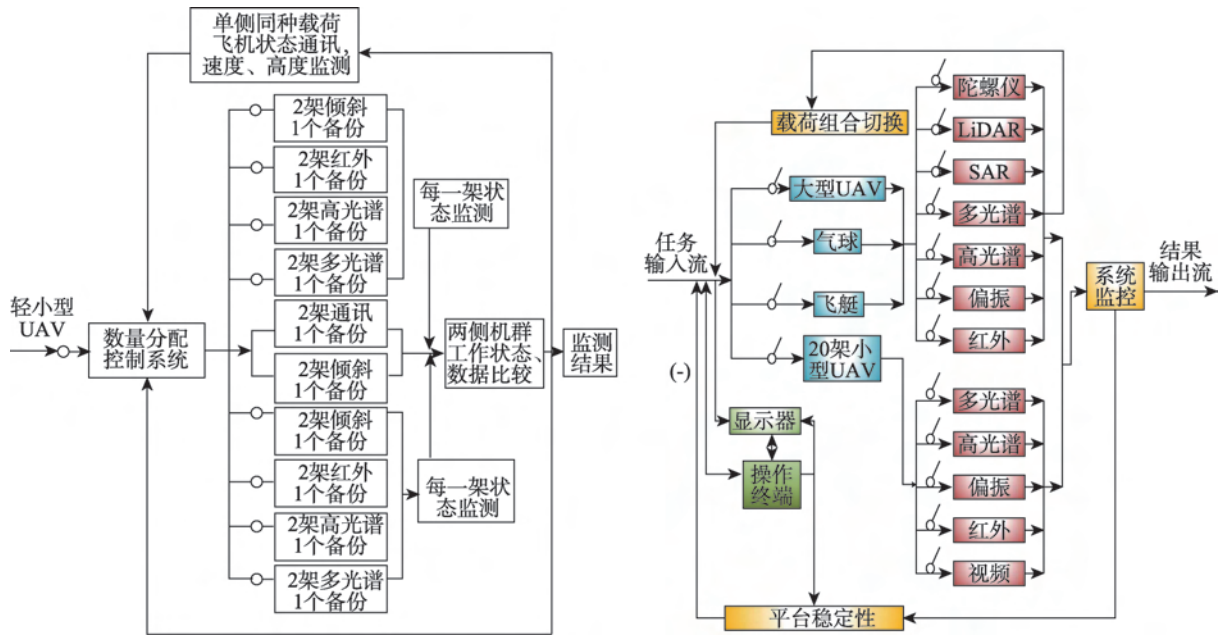 单侧同种载荷
飞机状态通讯,
速度、高度监测
2架倾斜
1个备份
2架红外
1个备份
2架高光谱
1个备份
2架多光谱
1个备份
2架通讯
1个备份
2架倾斜
1个备份
2架倾斜
1个备份
2架红外
1个备份
2架高光谱
1个备份
2架多光谱
1个备份
轻小型
UAV
数量分配
控制系统
每一架状
态监测
两侧机群
工作状态、
数据比较
监测
结果
每一架状
态监测
载荷组合切换
任务
输入流
大型UAV
气球
飞艇
20架小
型UAV
(-)
显示器
操作
终端
陀螺仪
LiDAR
SAR
多光谱
高光谱
偏振
红外
多光谱
高光谱
偏振
红外
视频
系统
监控
结果
输出流
平台稳定性